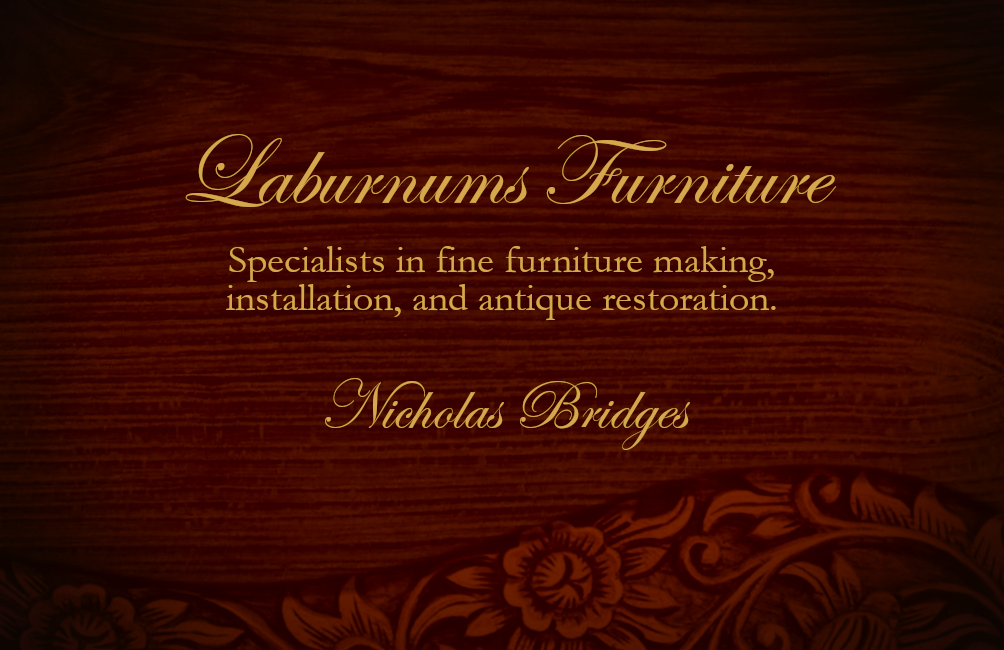 Laburnums Furniture
Specialists in fine furniture making,
installation, and antique restoration.
Nicholas Bridges